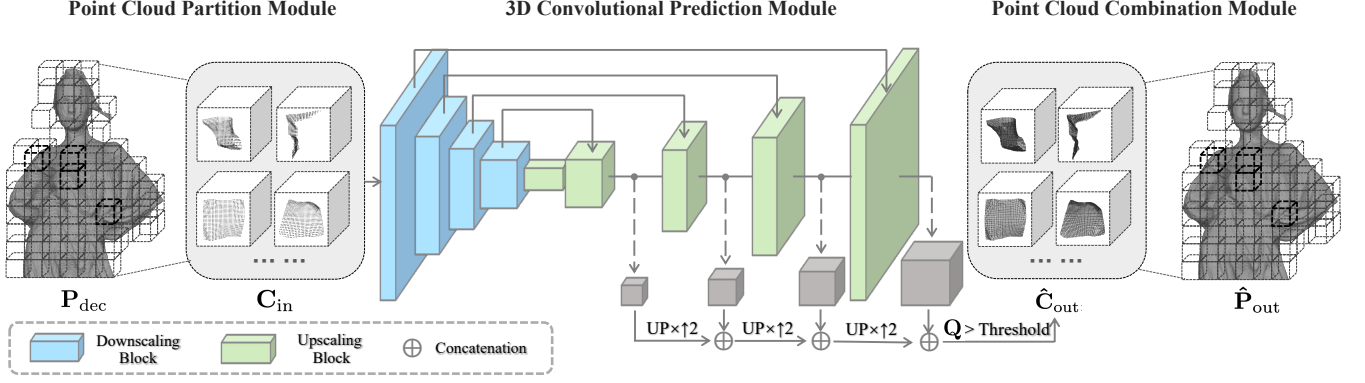 Point Cloud Partition Module
3D Convolutional Prediction Module
Point Cloud Combination Module
P_dec
C_in
... ...
... ...
Ĉ_out:
P̂_out
UP×↑2
UP×↑2
UP×↑2
Q > Threshold
Downscaling
Block
Upscaling
Block
Concatenation